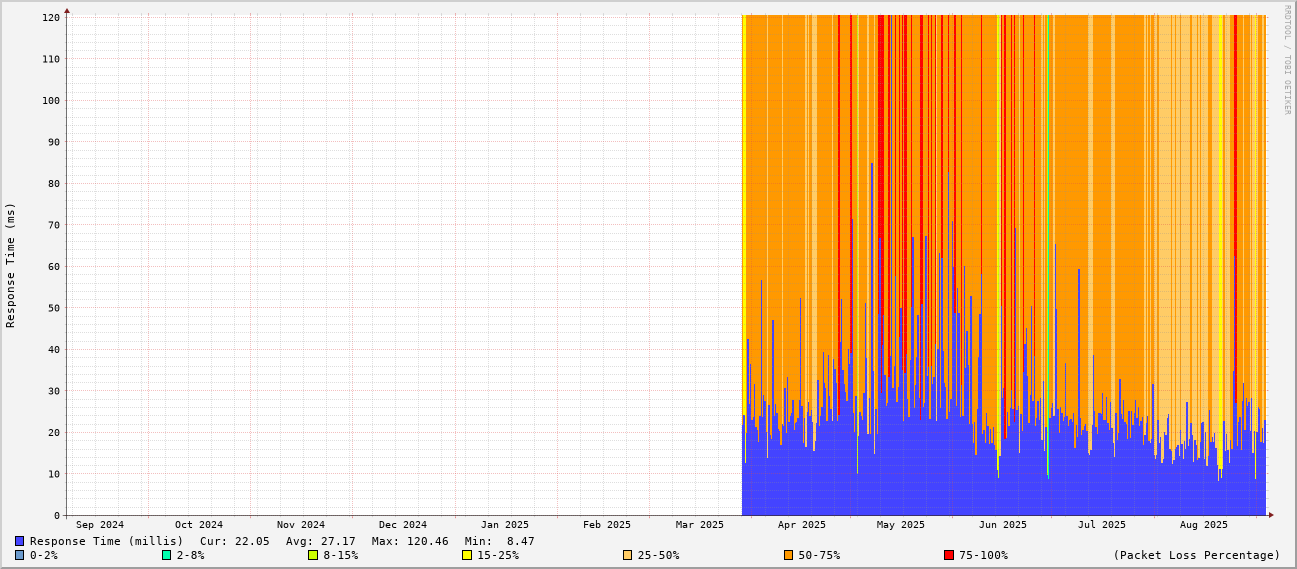 RRDTOOL / TOBI OETIKER
Response Time (ms)
120
110
100
90
80
70
60
50
40
30
20
10
0
Sep 2024 Oct 2024 Nov 2024 Dec 2024 Jan 2025 Feb 2025 Mar 2025 Apr 2025 May 2025 Jun 2025 Jul 2025 Aug 2025
Response Time (millis) Cur: 22.05 Avg: 27.17 Max: 120.46 Min: 8.47
0-2% 2-8% 8-15% 15-25% 25-50% 50-75% 75-100% (Packet Loss Percentage)